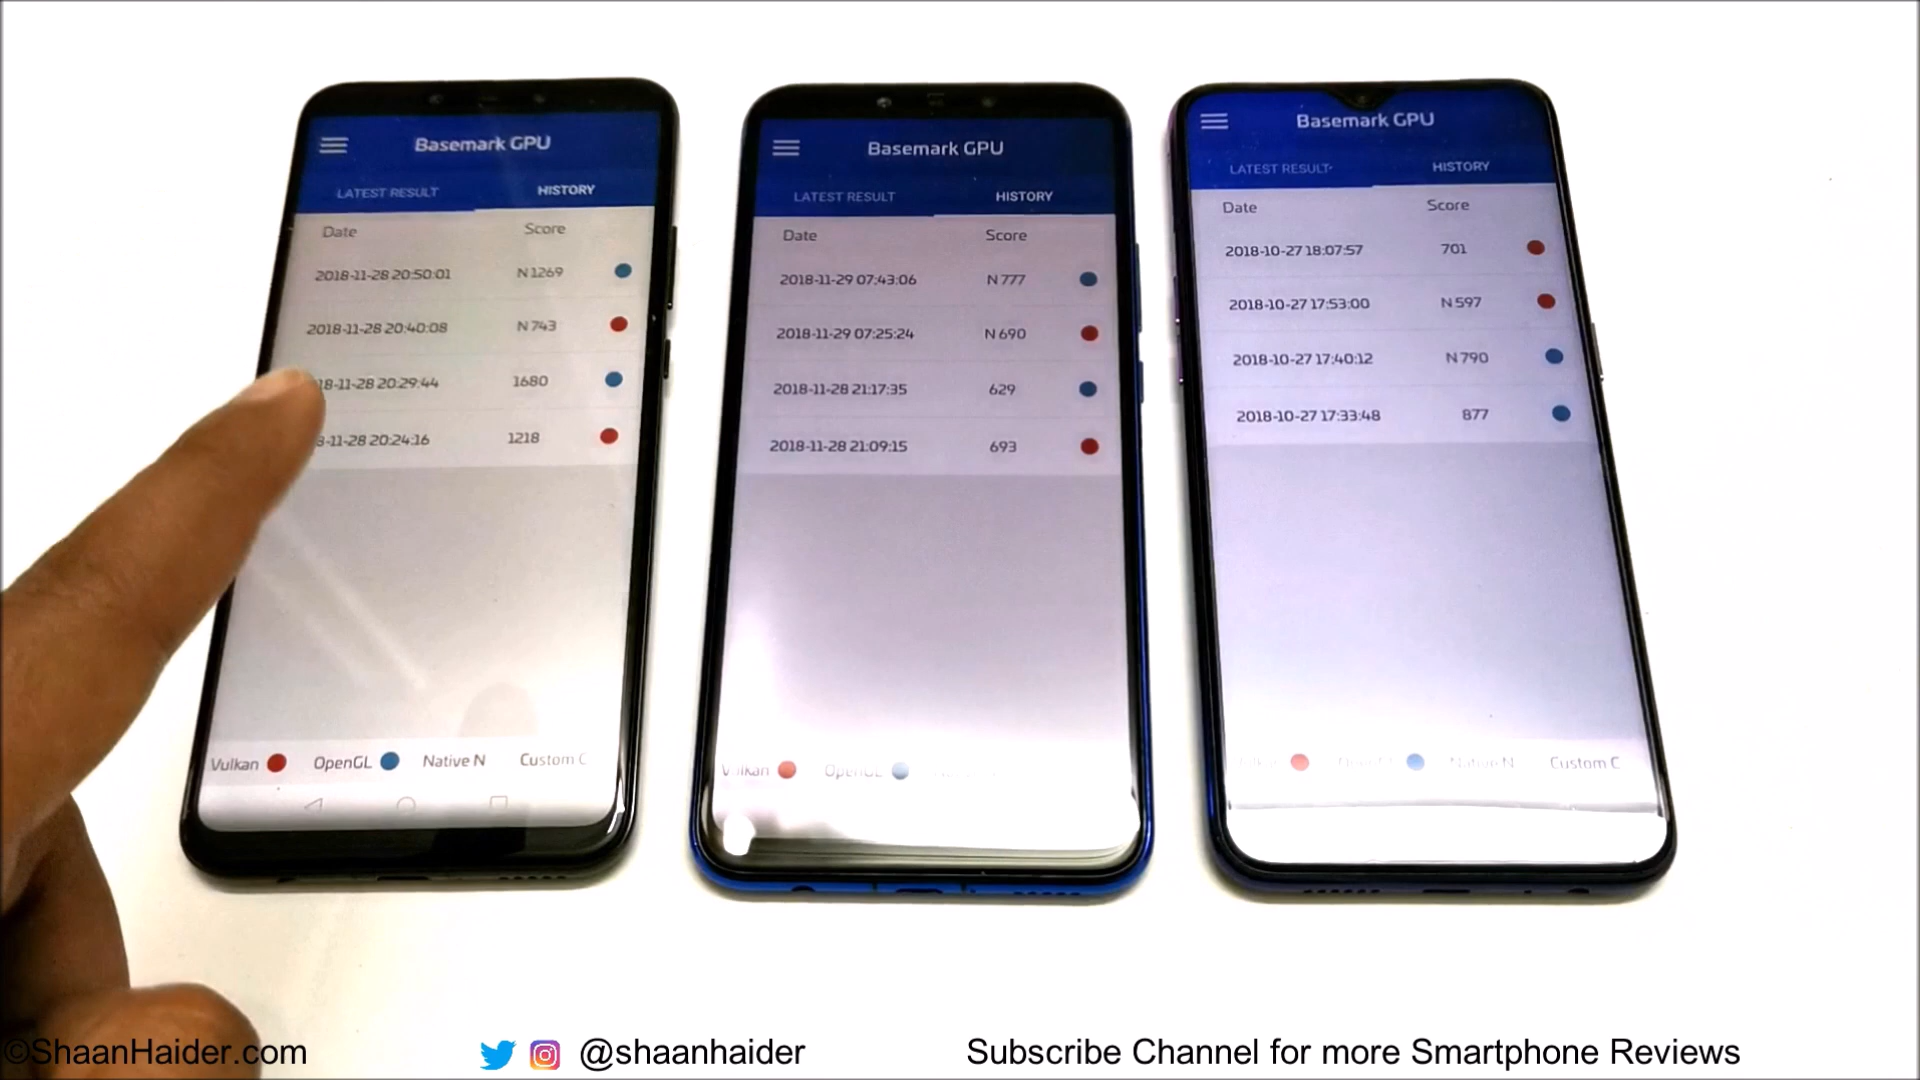 Basemark GPU
LATEST RESULT HISTORY
Date Score
2018-11-28 20:50:01 N 1269
2018-11-28 20:40:08 N 743
18-11-28 20:29:44 1680
8-11-28 20:24:16 1218
Vulkan OpenGL Native N Custom C
Basemark GPU
LATEST RESULT HISTORY
Date Score
2018-11-29 07:43:06 N 777
2018-11-29 07:25:24 N 690
2018-11-28 21:17:35 629
2018-11-28 21:09:15 693
Vulkan OpenGL
Basemark GPU
LATEST RESULT HISTORY
Date Score
2018-10-27 18:07:57 701
2018-10-27 17:53:00 N 597
2018-10-27 17:40:12 N 790
2018-10-27 17:33:48 877
Native N Custom C
©ShaanHaider.com @shaanhaider Subscribe Channel for more Smartphone Reviews